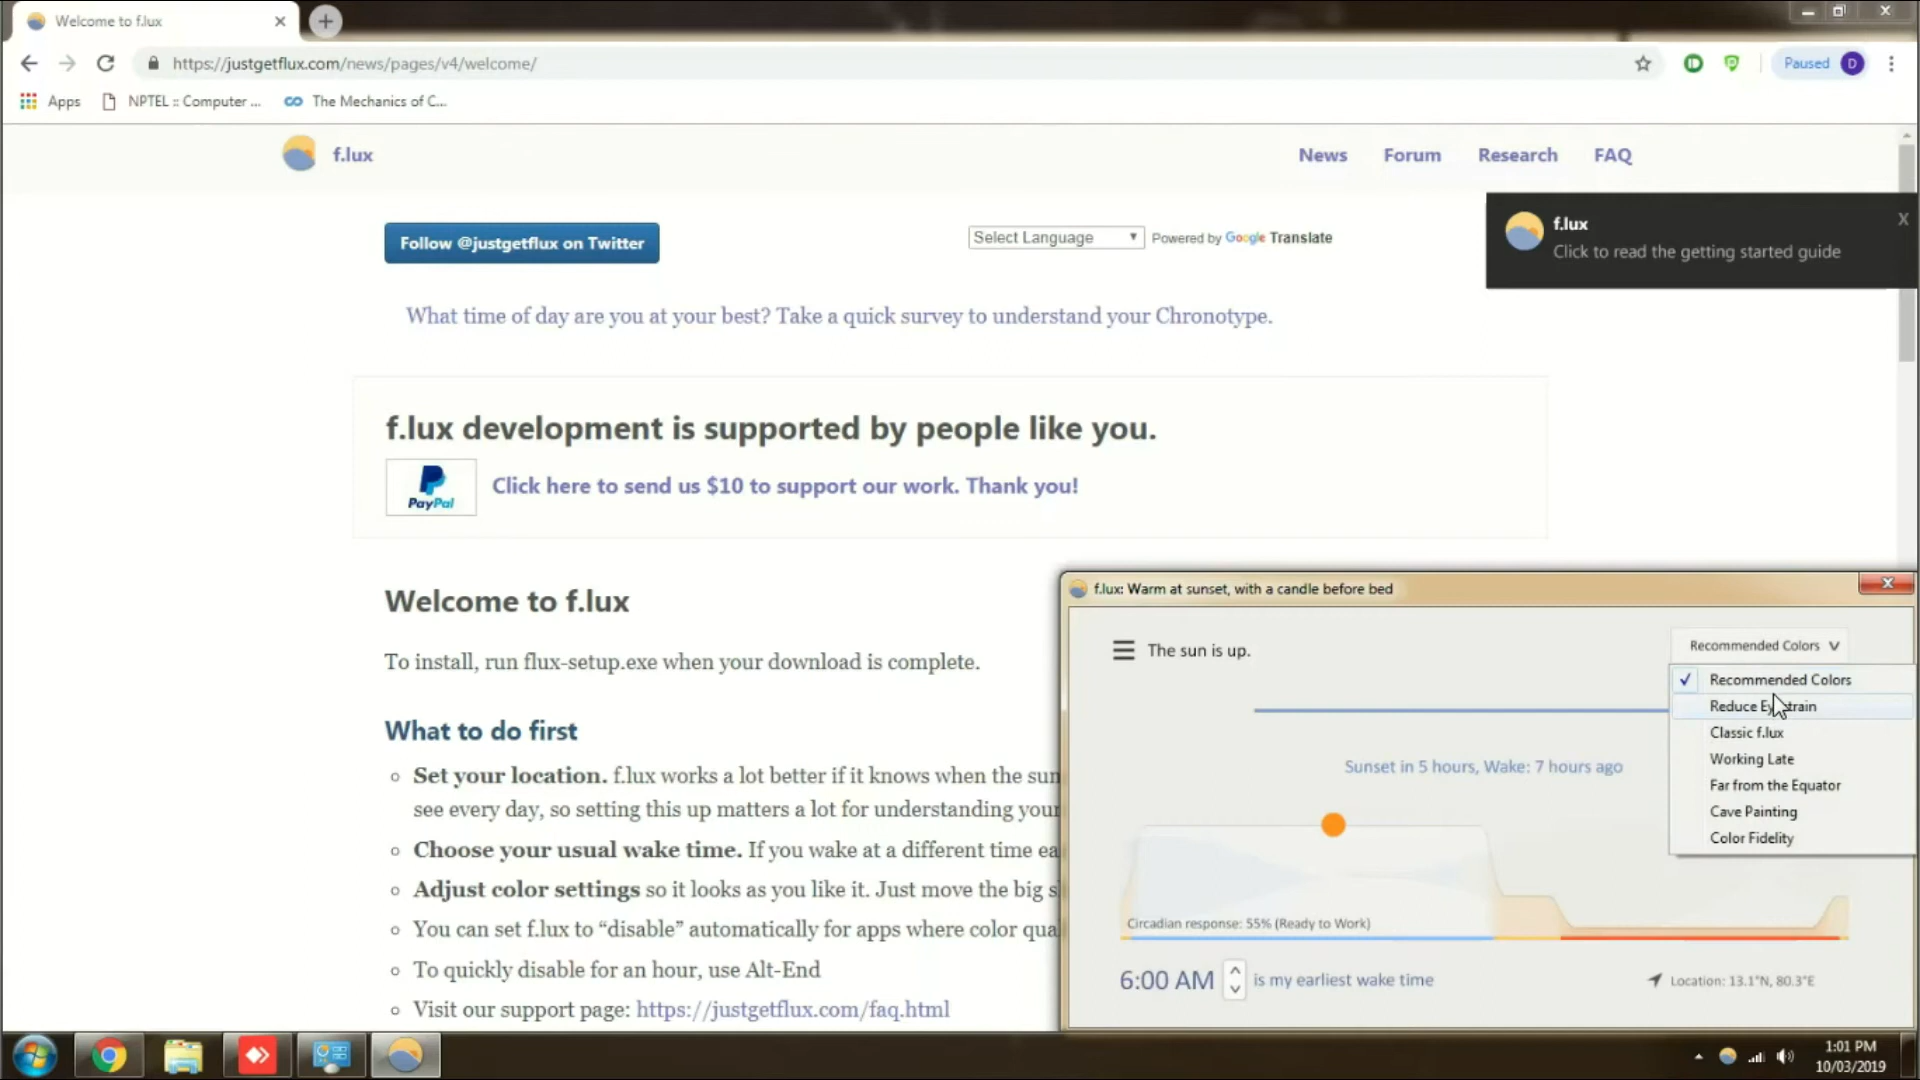 Welcome to f.lux
https://justgetflux.com/news/pages/v4/welcome/
Paused D
Apps NPTEL :: Computer ... The Mechanics of C...
f.lux News Forum Research FAQ
Follow @justgetflux on Twitter
Select Language Powered by Google Translate
f.lux X
Click to read the getting started guide
What time of day are you at your best? Take a quick survey to understand your Chronotype.
f.lux development is supported by people like you.
PayPal
Click here to send us $10 to support our work. Thank you!
Welcome to f.lux
To install, run flux-setup.exe when your download is complete.
What to do first
Set your location. f.lux works a lot better if it knows when the sun
see every day, so setting this up matters a lot for understanding your
Choose your usual wake time. If you wake at a different time ea
Adjust color settings so it looks as you like it. Just move the big
You can set f.lux to “disable” automatically for apps where color qua
To quickly disable for an hour, use Alt-End
Visit our support page: https://justgetflux.com/faq.html
f.lux: Warm at sunset, with a candle before bed
The sun is up.
Recommended Colors
Recommended Colors
Reduce Eyestrain
Classic f.lux
Working Late
Far from the Equator
Cave Painting
Color Fidelity
Sunset in 5 hours, Wake: 7 hours ago
Circadian response: 55% (Ready to Work)
6:00 AM is my earliest wake time
Location: 13.1°N, 80.3°E
1:01 PM
10/03/2019